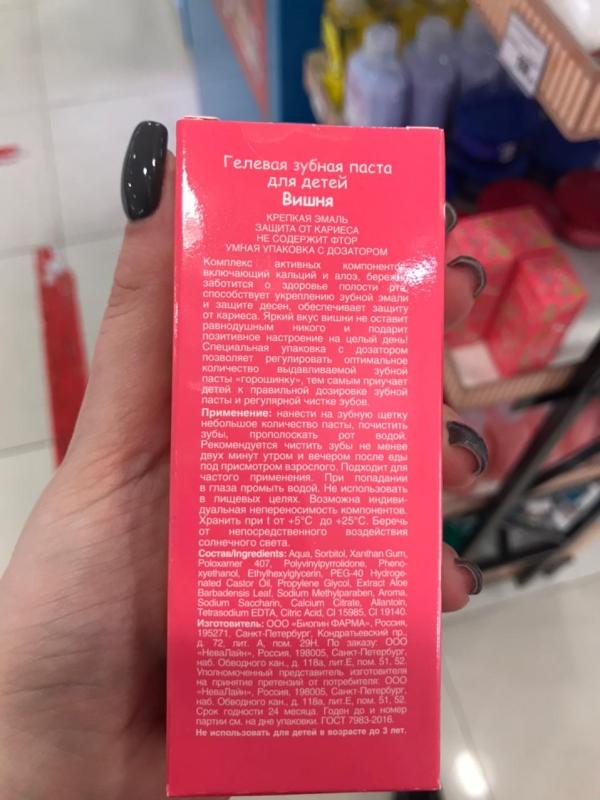 Гелевая зубная паста
для детей
Вишня
КРЕПКАЯ ЭМАЛЬ
ЗАЩИТА ОТ КАРИЕСА
НЕ СОДЕРЖИТ ФТОР
УМНАЯ УПАКОВКА С ДОЗАТОРОМ
Комплекс активных компонентов,
включающий кальций и алоэ, бережно
заботится о здоровье полости рта,
способствует укреплению зубной эмали
и защите десен, обеспечивает защиту
от кариеса. Яркий вкус вишни не оставит
равнодушным никого и подарит
позитивное настроение на целый день!
Специальная упаковка с дозатором
позволяет регулировать оптимальное
количество выдавливаемой зубной
пасты «горошинку», тем самым приучает
детей к правильной дозировке зубной
пасты и регулярной чистке зубов.
Применение: нанести на зубную щетку
небольшое количество пасты, почистить
зубы, прополоскать рот водой.
Рекомендуется чистить зубы не менее
двух минут утром и вечером после еды
под присмотром взрослого. Подходит для
частого применения. При попадании
в глаза промыть водой. Не использовать
в пищевых целях. Возможна индиви-
дуальная непереносимость компонентов.
Хранить при t от +5°С до +25°С. Беречь
от непосредственного воздействия
солнечного света.
Состав/Ingredients: Aqua, Sorbitol, Xanthan Gum,
Poloxamer 407, Polyvinylpyrrolidone, Pheno-
xyethanol, Ethylhexylglycerin, PEG-40 Hydroge-
nated Castor Oil, Propylene Glycol, Extract Aloe
Barbadensis Leaf, Sodium Methylparaben, Aroma,
Sodium Saccharin, Calcium Citrate, Allantoin,
Tetrasodium EDTA, Citric Acid, CI 15985, CI 19140.
Изготовитель: ООО «Биопин ФАРМА», Россия,
195271, Санкт-Петербург, Кондратьевский пр.,
д. 72, лит. А, пом. 29Н. По заказу: ООО
«НеваЛайн», Россия, 198005, Санкт-Петербург,
наб. Обводного кан., д. 118а, лит.Е, пом. 51, 52.
Уполномоченный представитель изготовителя
на принятие претензий от потребителя: ООО
«НеваЛайн», Россия, 198005, Санкт-Петербург,
наб. Обводного кан., д. 118а, лит.Е, пом. 51, 52.
Срок годности 24 месяца. Годен до и номер
партии см. на дне упаковки. ГОСТ 7983-2016.
Не использовать для детей в возрасте до 3 лет.